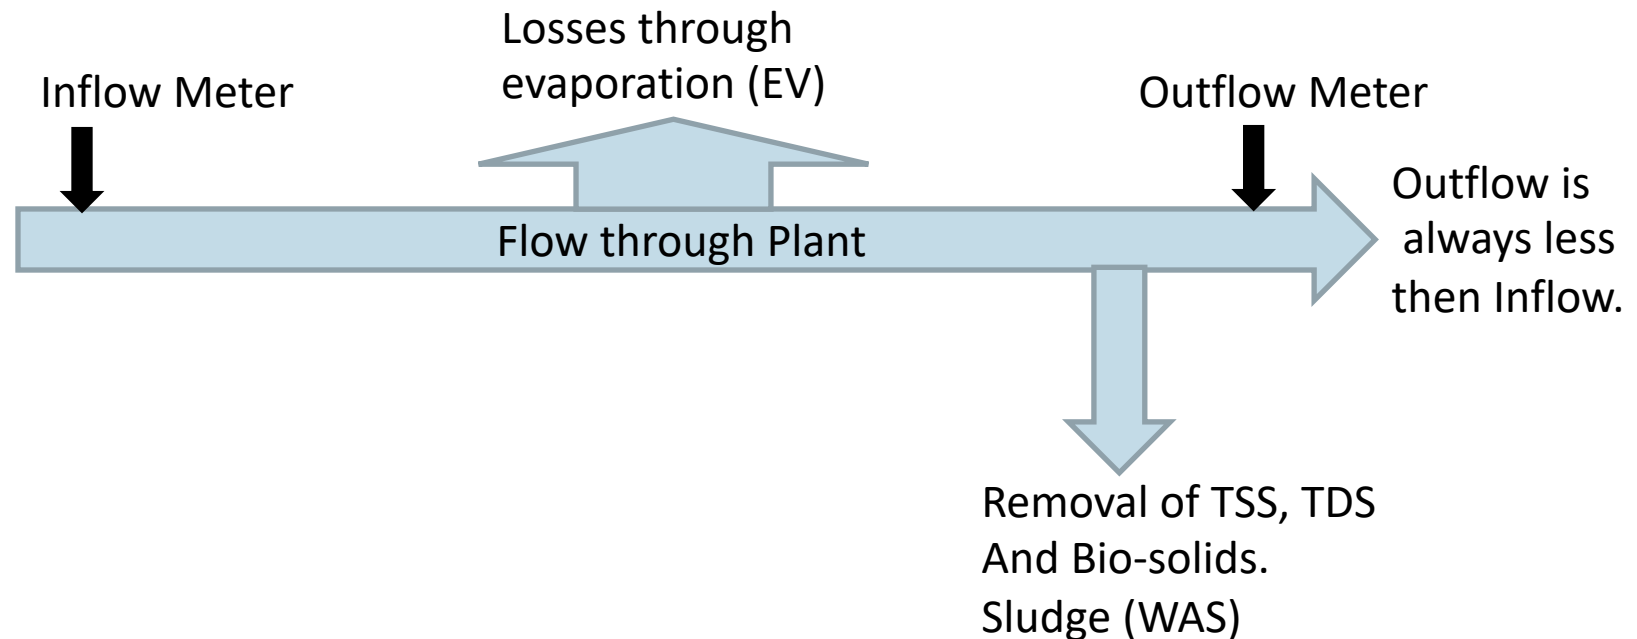 Losses through
evaporation (EV)
Inflow Meter
Outflow Meter
Outflow is
always less
then Inflow.
Flow through Plant
Removal of TSS, TDS
And Bio-solids.
Sludge (WAS)